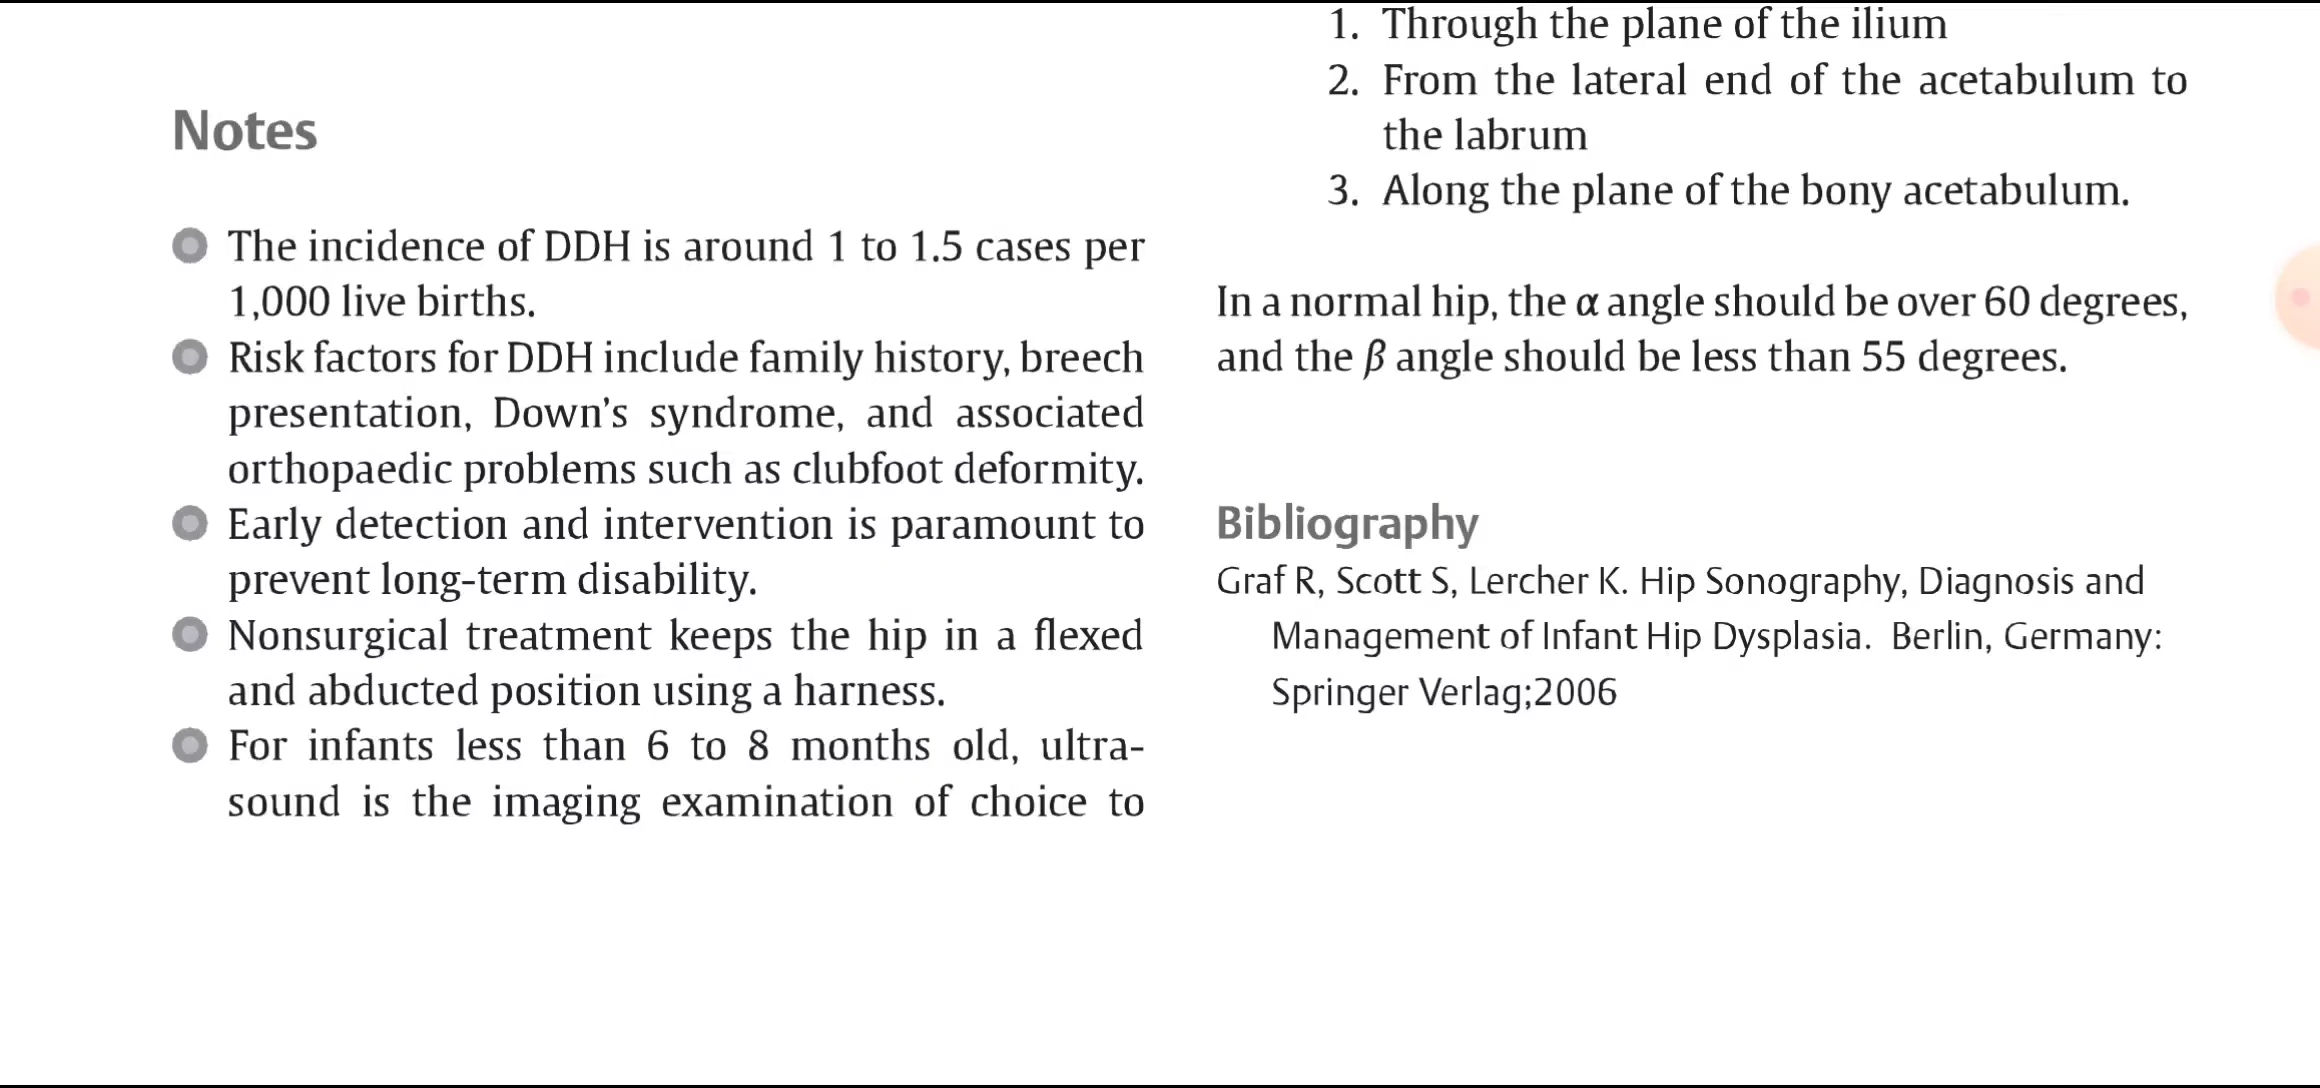 Notes
The incidence of DDH is around 1 to 1.5 cases per
1,000 live births.
Risk factors for DDH include family history, breech
presentation, Down's syndrome, and associated
orthopaedic problems such as clubfoot deformity.
Early detection and intervention is paramount to
prevent long-term disability.
Nonsurgical treatment keeps the hip in a flexed
and abducted position using a harness.
For infants less than 6 to 8 months old, ultra-
sound is the imaging examination of choice to
1. Through the plane of the ilium
2. From the lateral end of the acetabulum to
the labrum
3. Along the plane of the bony acetabulum.
In a normal hip, the α angle should be over 60 degrees,
and the β angle should be less than 55 degrees.
Bibliography
Graf R, Scott S, Lercher K. Hip Sonography, Diagnosis and
Management of Infant Hip Dysplasia. Berlin, Germany:
Springer Verlag;2006